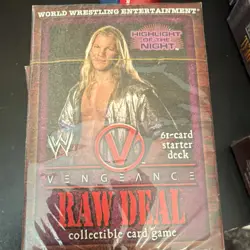 WORLD WRESTLING ENTERTAINMENT®
HIGHLIGHT
OF THE
NIGHT
61-card
starter
deck
W
V
VENGEANCE
RAW DEAL
collectible card game